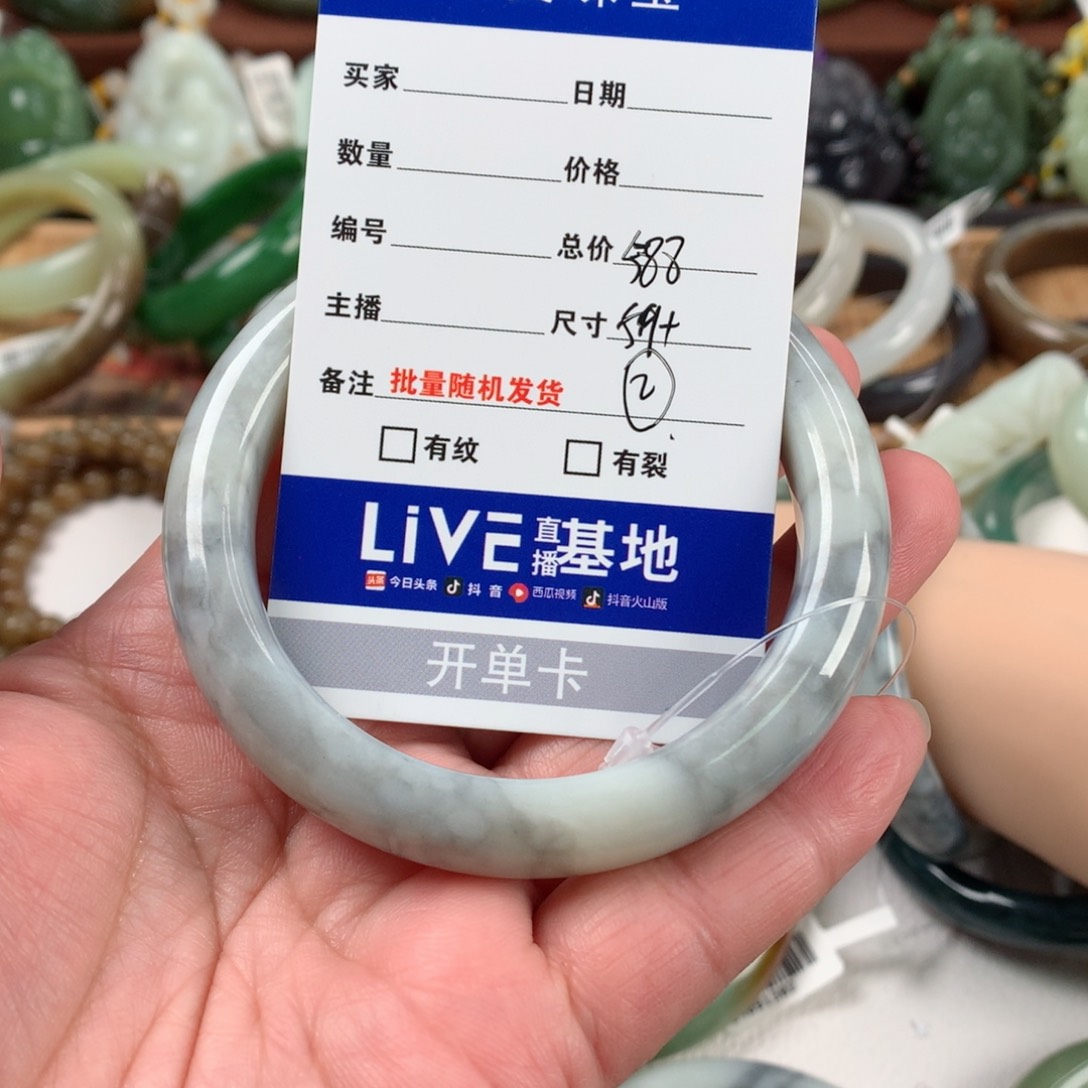 买家 日期
数量 价格
编号 总价 588
主播 尺寸 59+
备注 批量随机发货 2
有纹 有裂
LiVE 直播基地
头条 今日头条 抖音 西瓜视频 抖音火山版
开单卡